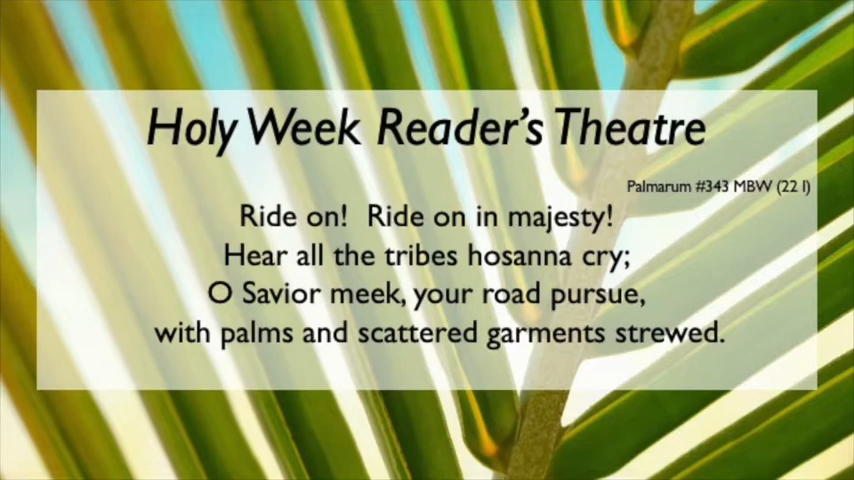 Holy Week Reader's Theatre
Palmarum #343 MBW (22 I)
Ride on! Ride on in majesty!
Hear all the tribes hosanna cry;
O Savior meek, your road pursue,
with palms and scattered garments strewed.